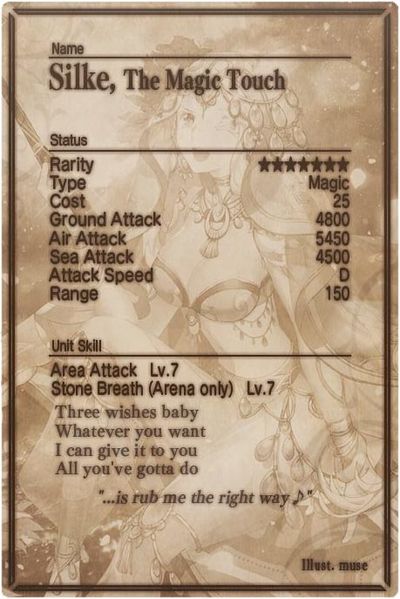 Name
Silke, The Magic Touch
Status
Rarity ★★★★★★★
Type Magic
Cost 25
Ground Attack 4800
Air Attack 5450
Sea Attack 4500
Attack Speed D
Range 150
Unit Skill
Area Attack Lv.7
Stone Breath (Arena only) Lv.7
Three wishes baby
Whatever you want
I can give it to you
All you've gotta do
"...is rub me the right way♪"
Illust. muse